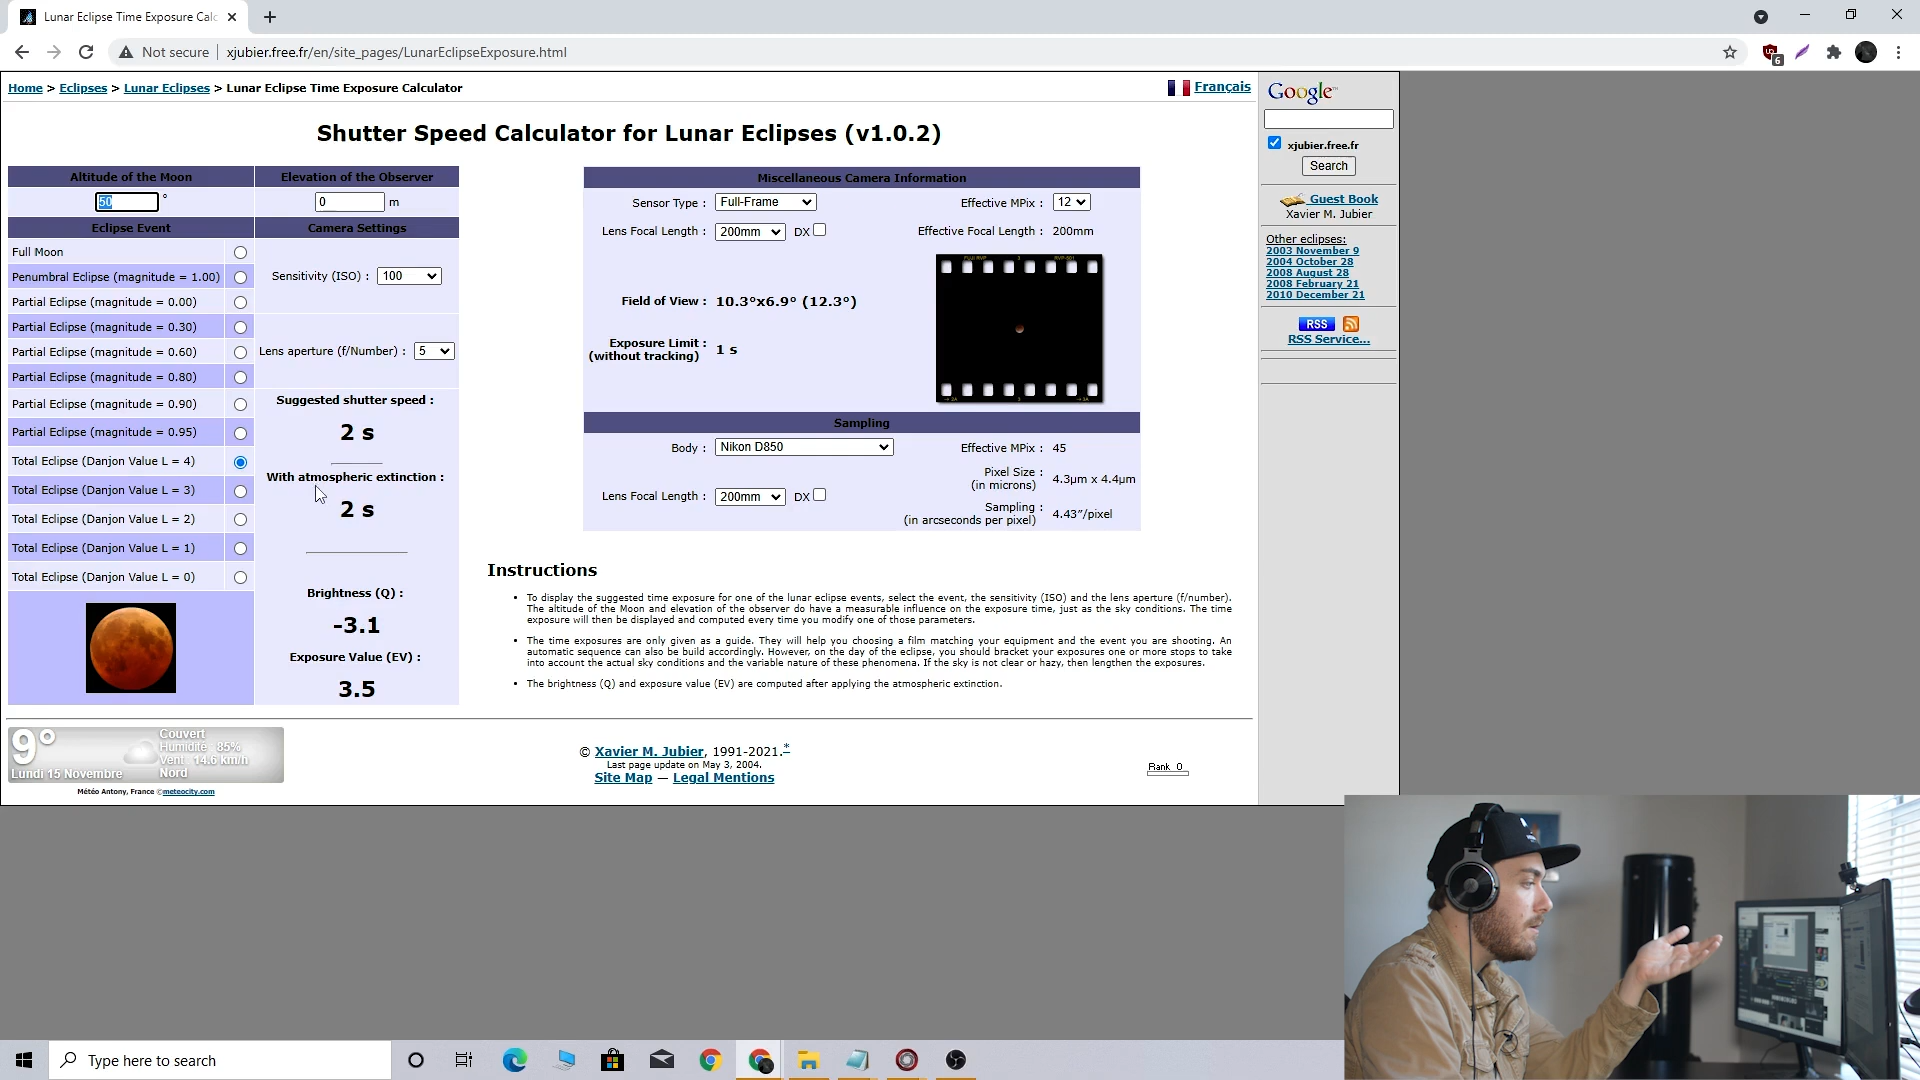 Lunar Eclipse Time Exposure Calc
Not secure
xjubier.free.fr/en/site_pages/LunarEclipseExposure.html
6
Home > Eclipses > Lunar Eclipses > Lunar Eclipse Time Exposure Calculator
Français
Shutter Speed Calculator for Lunar Eclipses (v1.0.2)
Altitude of the Moon
Elevation of the Observer
50 °
0 m
Eclipse Event
Camera Settings
Full Moon
Penumbral Eclipse (magnitude = 1.00)
Partial Eclipse (magnitude = 0.00)
Partial Eclipse (magnitude = 0.30)
Partial Eclipse (magnitude = 0.60)
Partial Eclipse (magnitude = 0.80)
Partial Eclipse (magnitude = 0.90)
Partial Eclipse (magnitude = 0.95)
Total Eclipse (Danjon Value L = 4)
Total Eclipse (Danjon Value L = 3)
Total Eclipse (Danjon Value L = 2)
Total Eclipse (Danjon Value L = 1)
Total Eclipse (Danjon Value L = 0)
Sensitivity (ISO) : 100
Lens aperture (f/Number) : 5
Suggested shutter speed :
2 s
With atmospheric extinction :
2 s
Brightness (Q) :
-3.1
Exposure Value (EV) :
3.5
Miscellaneous Camera Information
Sensor Type : Full-Frame
Effective MPix : 12
Lens Focal Length : 200mm DX
Effective Focal Length : 200mm
Field of View : 10.3°x6.9° (12.3°)
Exposure Limit :
(without tracking) 1 s
Sampling
Body : Nikon D850
Effective MPix : 45
Pixel Size :
(in microns) 4.3µm x 4.4µm
Lens Focal Length : 200mm DX
Sampling :
(in arcseconds per pixel) 4.43″/pixel
Instructions
• To display the suggested time exposure for one of the lunar eclipse events, select the event, the sensitivity (ISO) and the lens aperture (f/number).
The altitude of the Moon and elevation of the observer do have a measurable influence on the exposure time, just as the sky conditions. The time
exposure will then be displayed and computed every time you modify one of those parameters.
• The time exposures are only given as a guide. They will help you choosing a film matching your equipment and the event you are shooting. An
automatic sequence can also be build accordingly. However, on the day of the eclipse, you should bracket your exposures one or more stops to take
into account the actual sky conditions and the variable nature of these phenomena. If the sky is not clear or hazy, then lengthen the exposures.
• The brightness (Q) and exposure value (EV) are computed after applying the atmospheric extinction.
9°
Couvert
Humidité : 85%
Vent : 14.6 km/h
Nord
Lundi 15 Novembre
Météo Antony, France ©meteocity.com
© Xavier M. Jubier, 1991-2021.*
Last page update on May 3, 2004.
Site Map — Legal Mentions
Rank 0
Google™
xjubier.free.fr
Search
Guest Book
Xavier M. Jubier
Other eclipses:
2003 November 9
2004 October 28
2008 August 28
2008 February 21
2010 December 21
RSS
RSS Service...
Type here to search